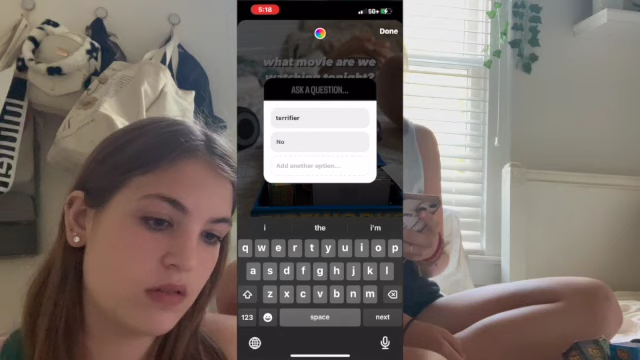 5:18
5G+
Done
what movie are we
watching tonight?
ASK A QUESTION...
terrifier
No
Add another option...
i the i'm
q w e r t y u i o p
a s d f g h j k l
z x c v b n m
123 space next